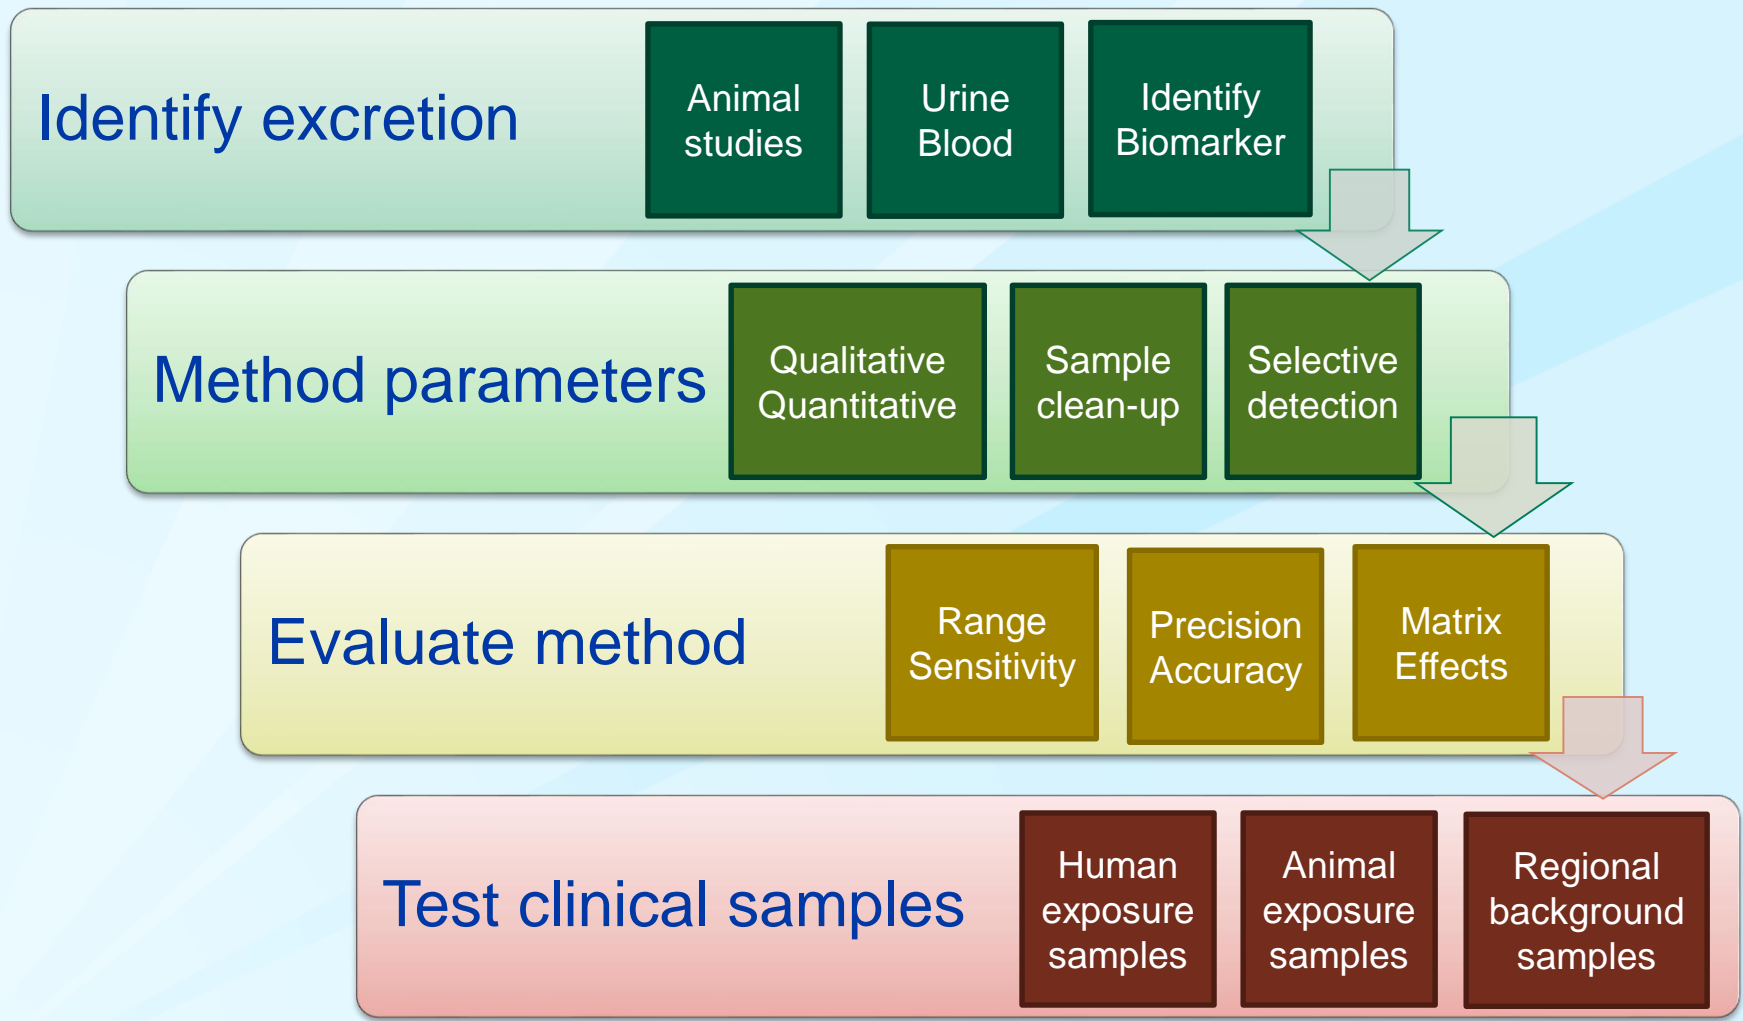 Identify excretion
Animal
studies
Urine
Blood
Identify
Biomarker
Method parameters
Qualitative
Quantitative
Sample
clean-up
Selective
detection
Evaluate method
Range
Sensitivity
Precision
Accuracy
Matrix
Effects
Test clinical samples
Human
exposure
samples
Animal
exposure
samples
Regional
background
samples